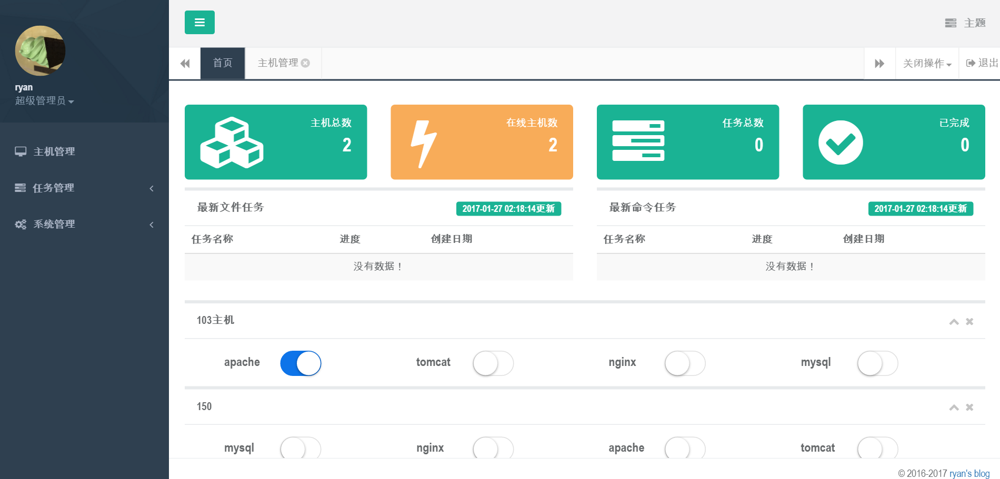 ryan
超级管理员
主机管理
任务管理
系统管理
主题
首页
主机管理
关闭操作
退出
主机总数
2
在线主机数
2
任务总数
0
已完成
0
最新文件任务
2017-01-27 02:18:14更新
任务名称 进度 创建日期
没有数据！
最新命令任务
2017-01-27 02:18:14更新
任务名称 进度 创建日期
没有数据！
103主机
apache tomcat nginx mysql
150
mysql nginx apache tomcat
© 2016-2017 ryan's blog